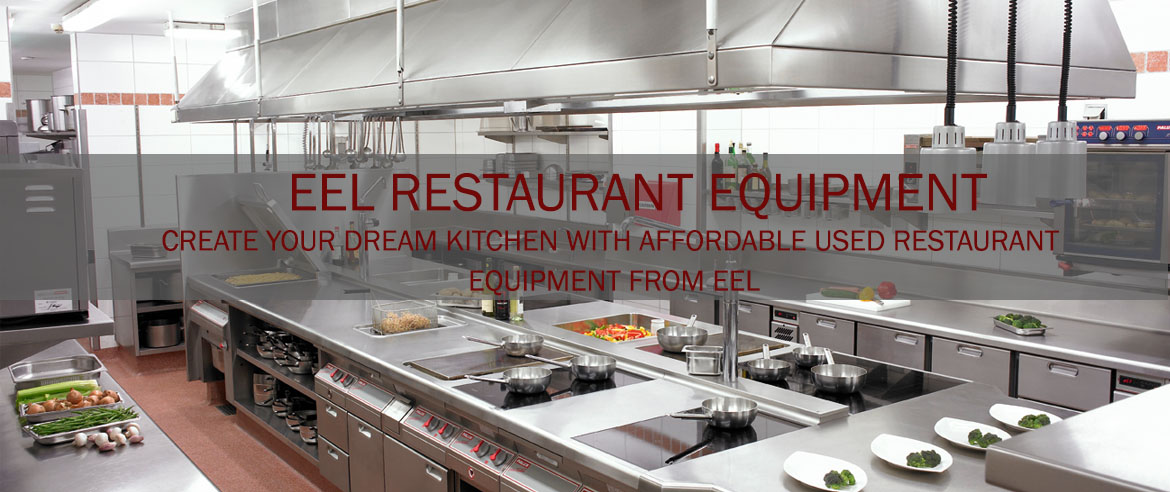 EEL RESTAURANT EQUIPMENT
CREATE YOUR DREAM KITCHEN WITH AFFORDABLE USED RESTAURANT
EQUIPMENT FROM EEL